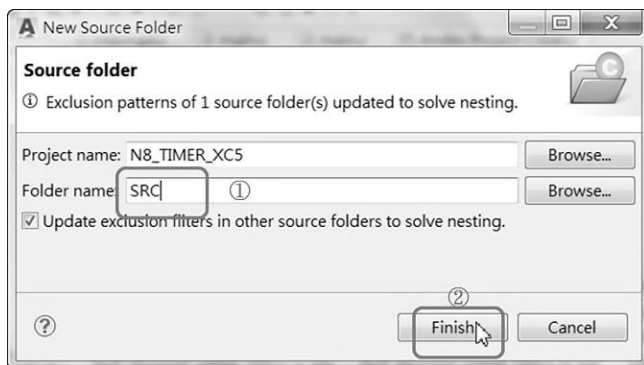 New Source Folder
Source folder
Exclusion patterns of 1 source folder(s) updated to solve nesting.
Project name: N8_TIMER_XC5 Browse...
Folder name: SRC ① Browse...
Update exclusion filters in other source folders to solve nesting.
②
Finish Cancel